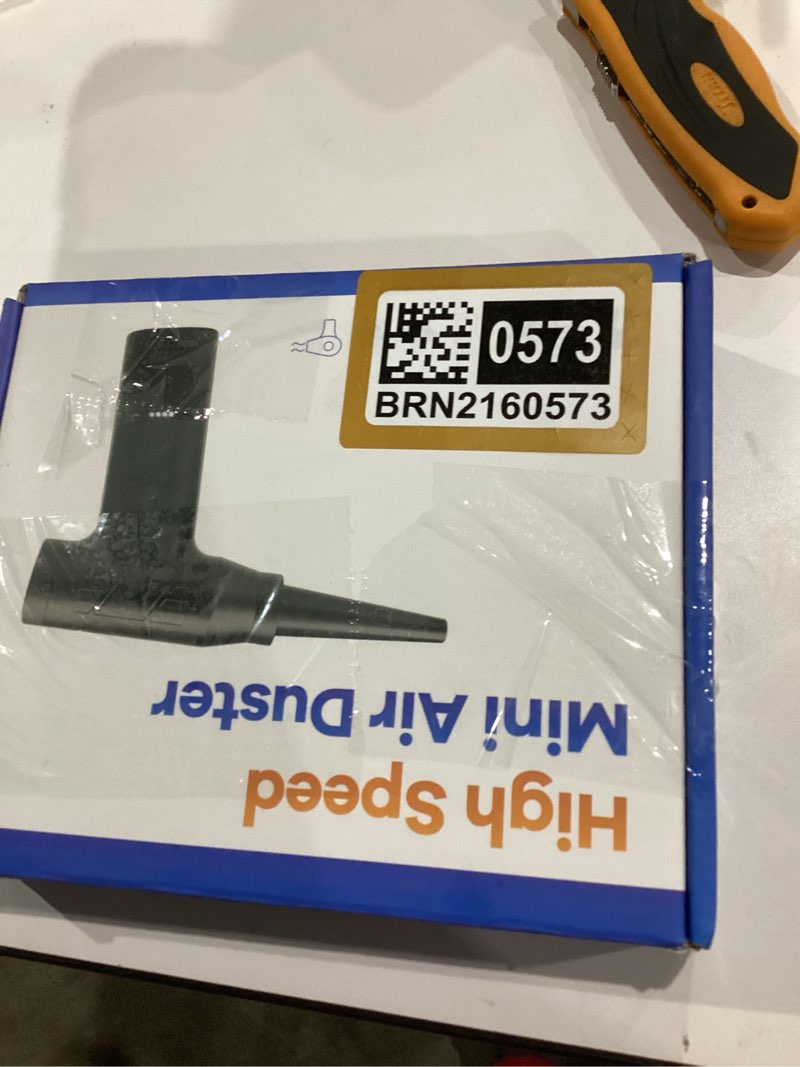 0573
BRN2160573
High Speed
Mini Air Duster